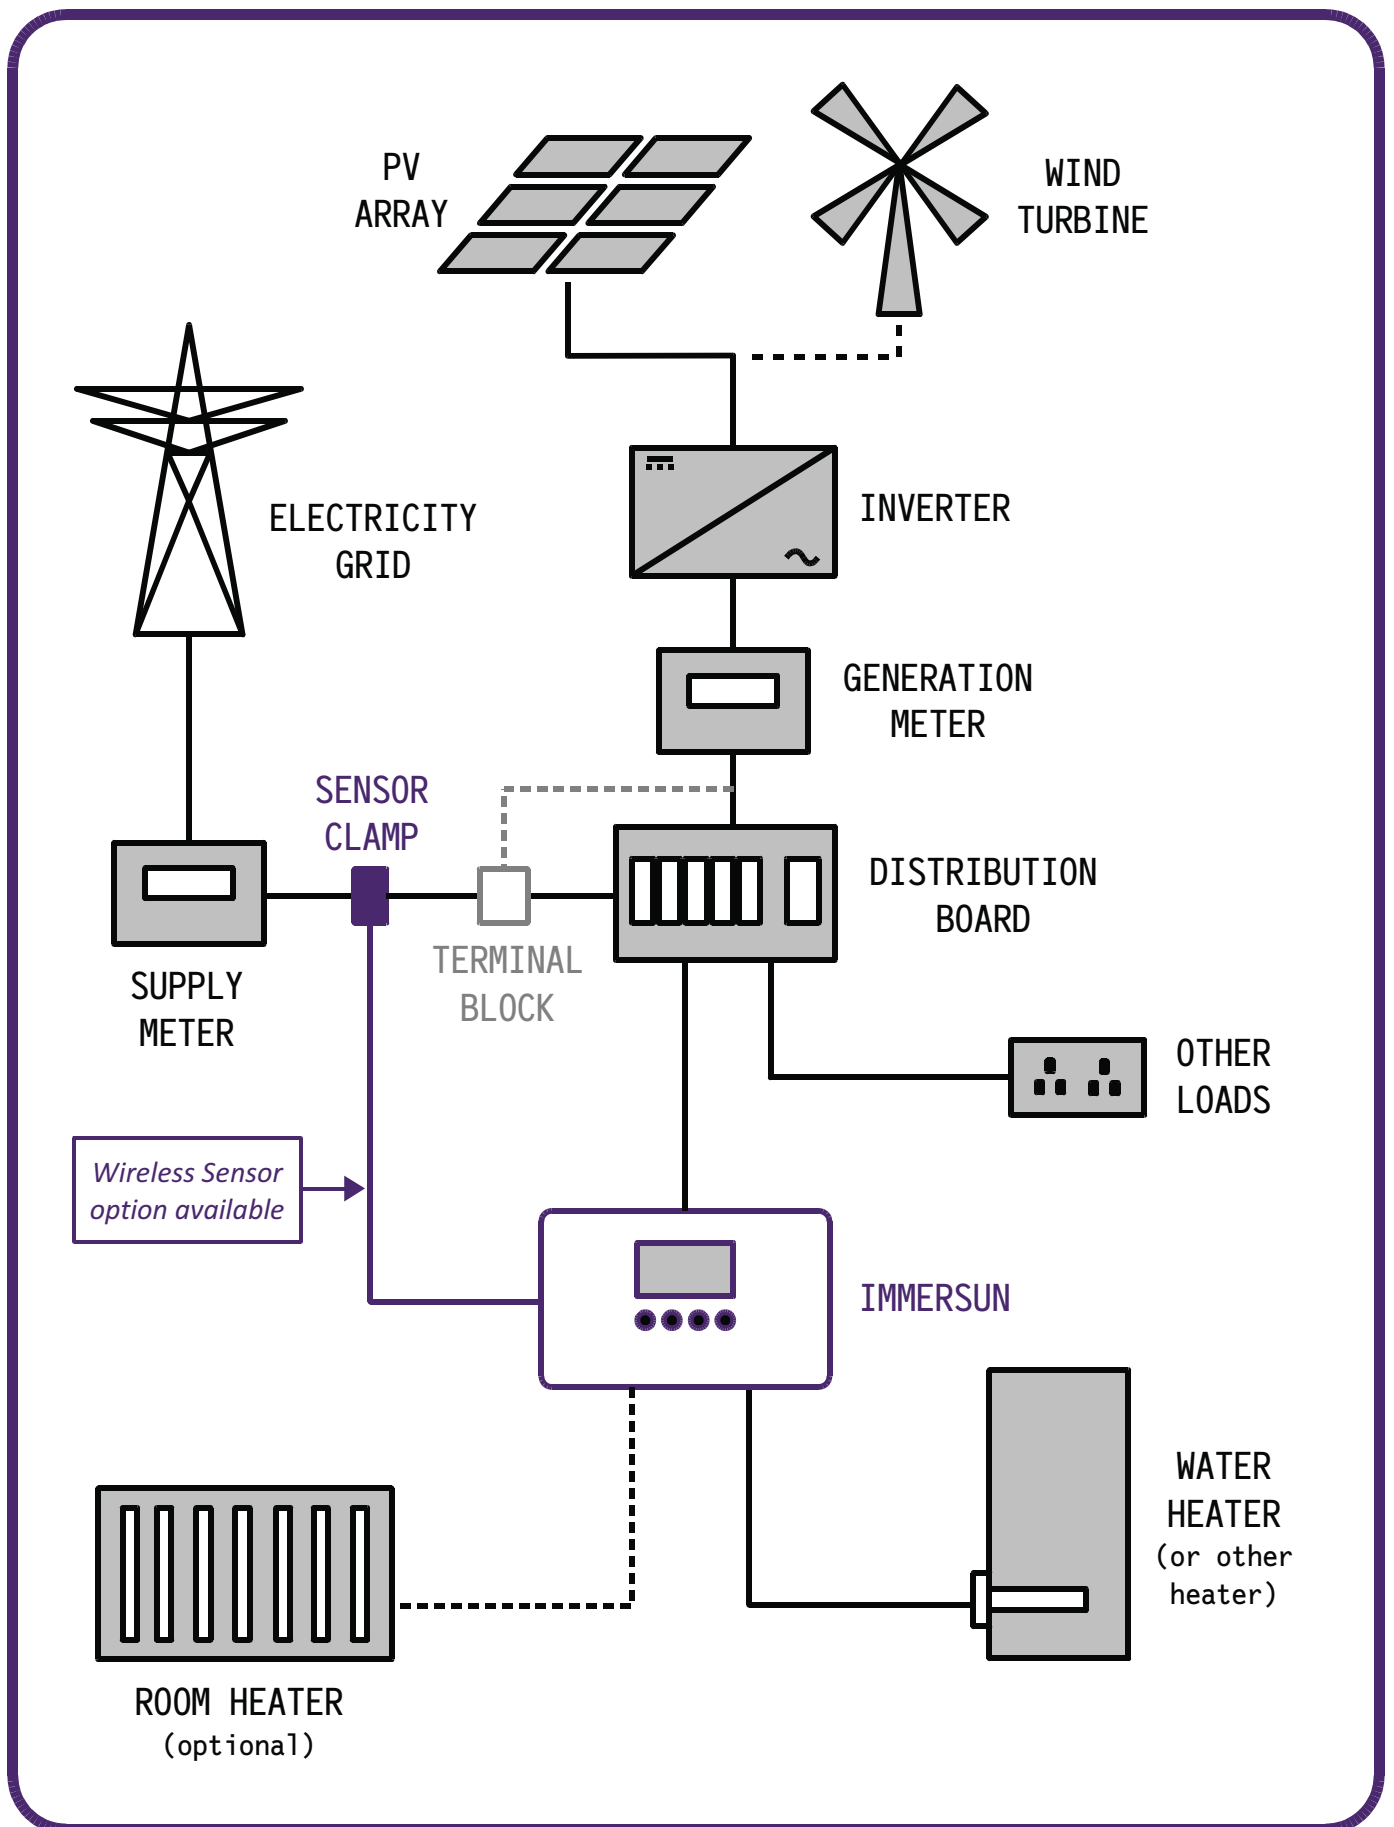 PV
ARRAY
WIND
TURBINE
ELECTRICITY
GRID
INVERTER
GENERATION
METER
SENSOR
CLAMP
DISTRIBUTION
BOARD
TERMINAL
BLOCK
SUPPLY
METER
OTHER
LOADS
Wireless Sensor
option available
IMMERSUN
WATER
HEATER
(or other
heater)
ROOM HEATER
(optional)